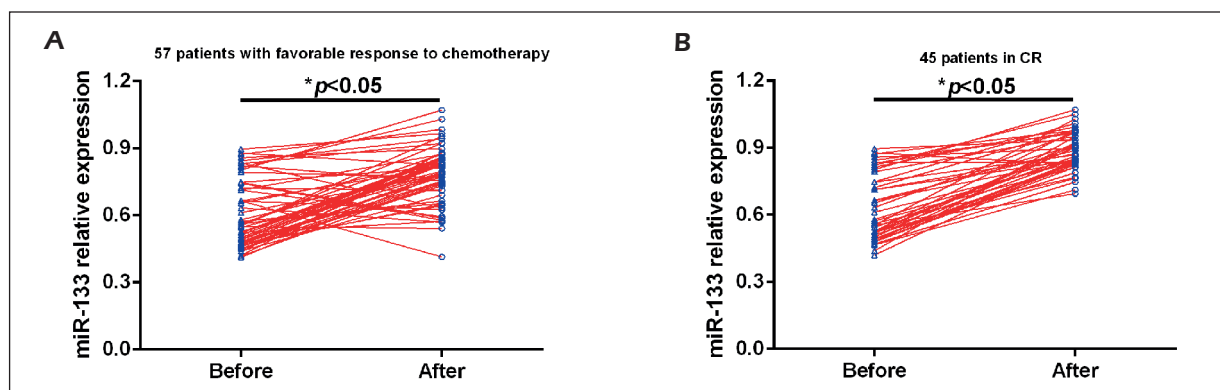 A
57 patients with favorable response to chemotherapy
*p<0.05
miR-133 relative expression
1.2
0.9
0.6
0.3
0.0
Before After
B
45 patients in CR
*p<0.05
miR-133 relative expression
1.2
0.9
0.6
0.3
0.0
Before After